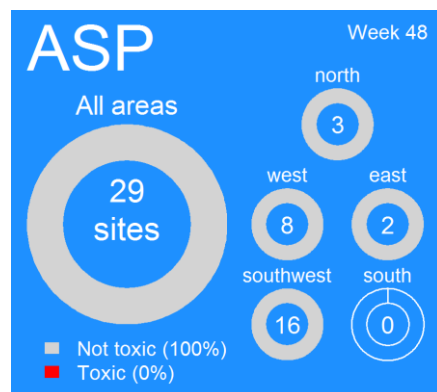 ASP
Week 48
All areas
29
sites
north
3
west
8
east
2
southwest
16
south
0
Not toxic (100%)
Toxic (0%)